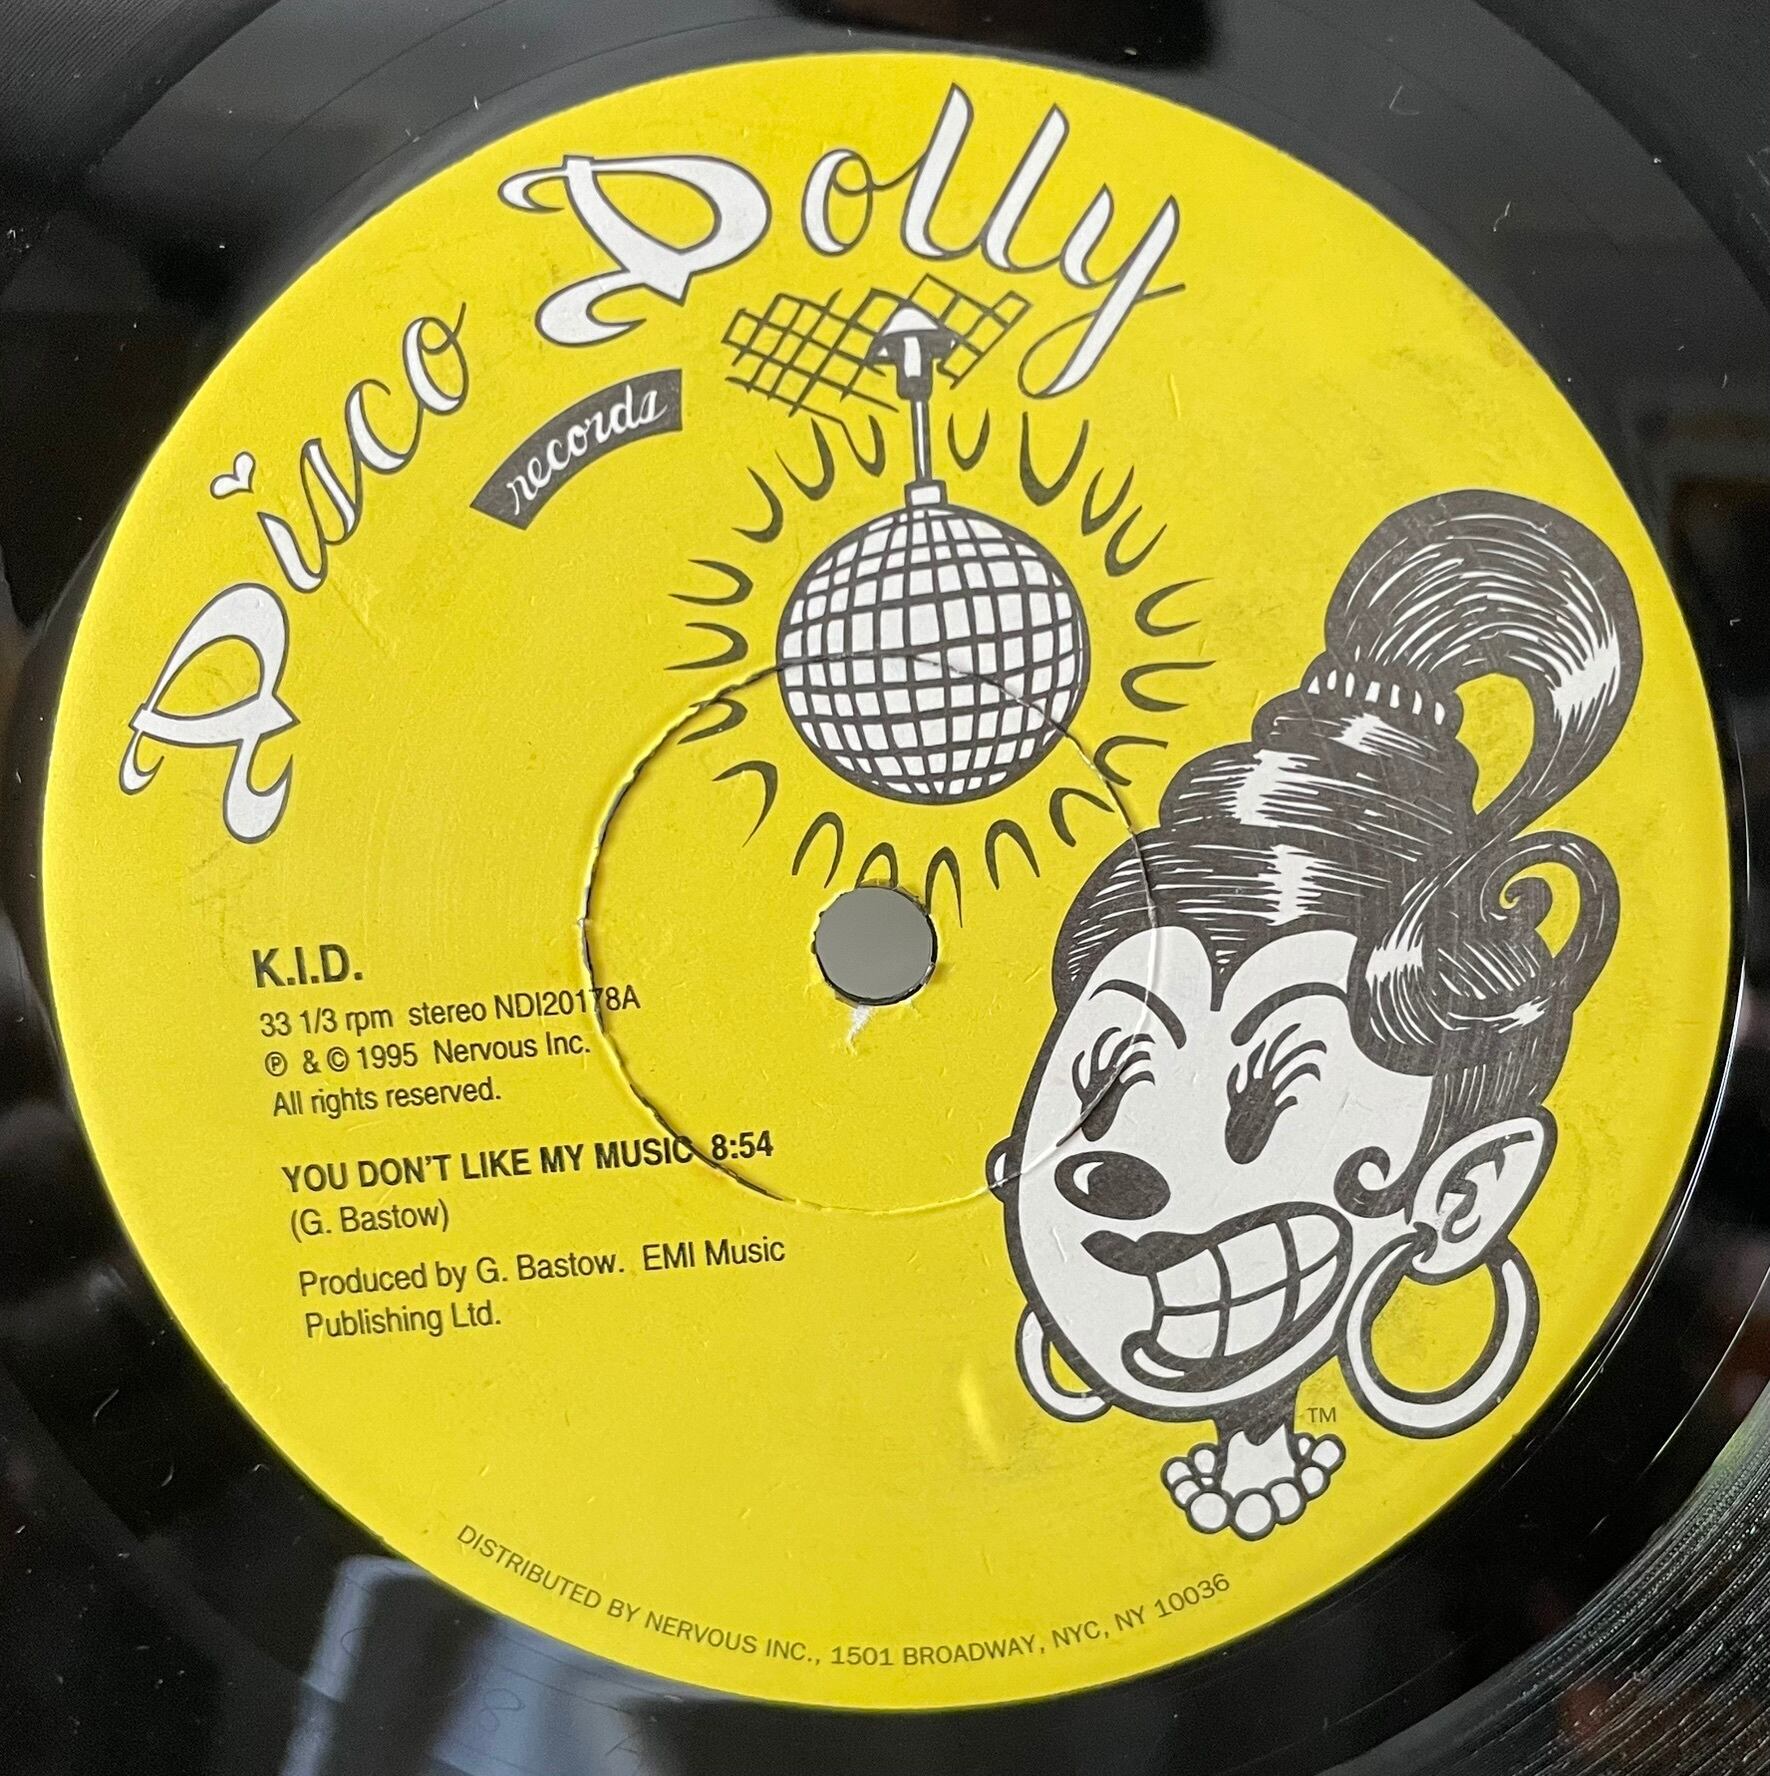 Disco Dolly
records
K.I.D.
33 1/3 rpm stereo NDI20178A
℗ & © 1995 Nervous Inc.
All rights reserved.
YOU DON'T LIKE MY MUSIC 8:54
(G. Bastow)
Produced by G. Bastow. EMI Music
Publishing Ltd.
TM
DISTRIBUTED BY NERVOUS INC., 1501 BROADWAY, NYC, NY 10036